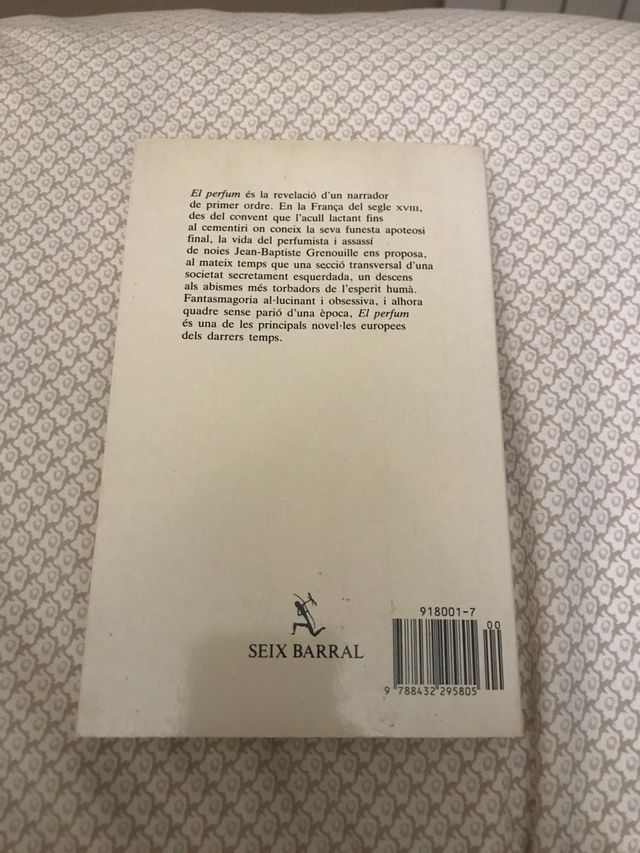 El perfum és la revelació d'un narrador
de primer ordre. En la França del segle XVIII,
des del convent que l'acull lactant fins
al cementiri on coneix la seva funesta apoteosi
final, la vida del perfumista i assassí
de noies Jean-Baptiste Grenouille ens proposa,
al mateix temps que una secció transversal d'una
societat secretament esquerdada, un descens
als abismes més torbadors de l'esperit humà.
Fantasmagoria al·lucinant i obsessiva, i alhora
quadre sense parió d'una època, El perfum
és una de les principals novel·les europees
dels darrers temps.
SEIX BARRAL
918001-7
00
9 788432 295805